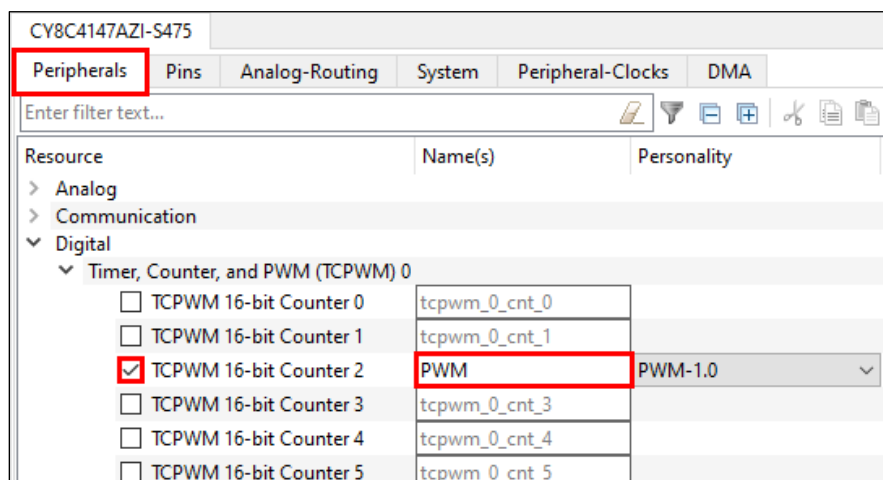 CY8C4147AZI-S475
Peripherals Pins Analog-Routing System Peripheral-Clocks DMA
Enter filter text...
Resource Name(s) Personality
Analog
Communication
Digital
Timer, Counter, and PWM (TCPWM) 0
TCPWM 16-bit Counter 0 tcpwm_0_cnt_0
TCPWM 16-bit Counter 1 tcpwm_0_cnt_1
TCPWM 16-bit Counter 2 PWM PWM-1.0
TCPWM 16-bit Counter 3 tcpwm_0_cnt_3
TCPWM 16-bit Counter 4 tcpwm_0_cnt_4
TCPWM 16-bit Counter 5 tcpwm_0_cnt_5